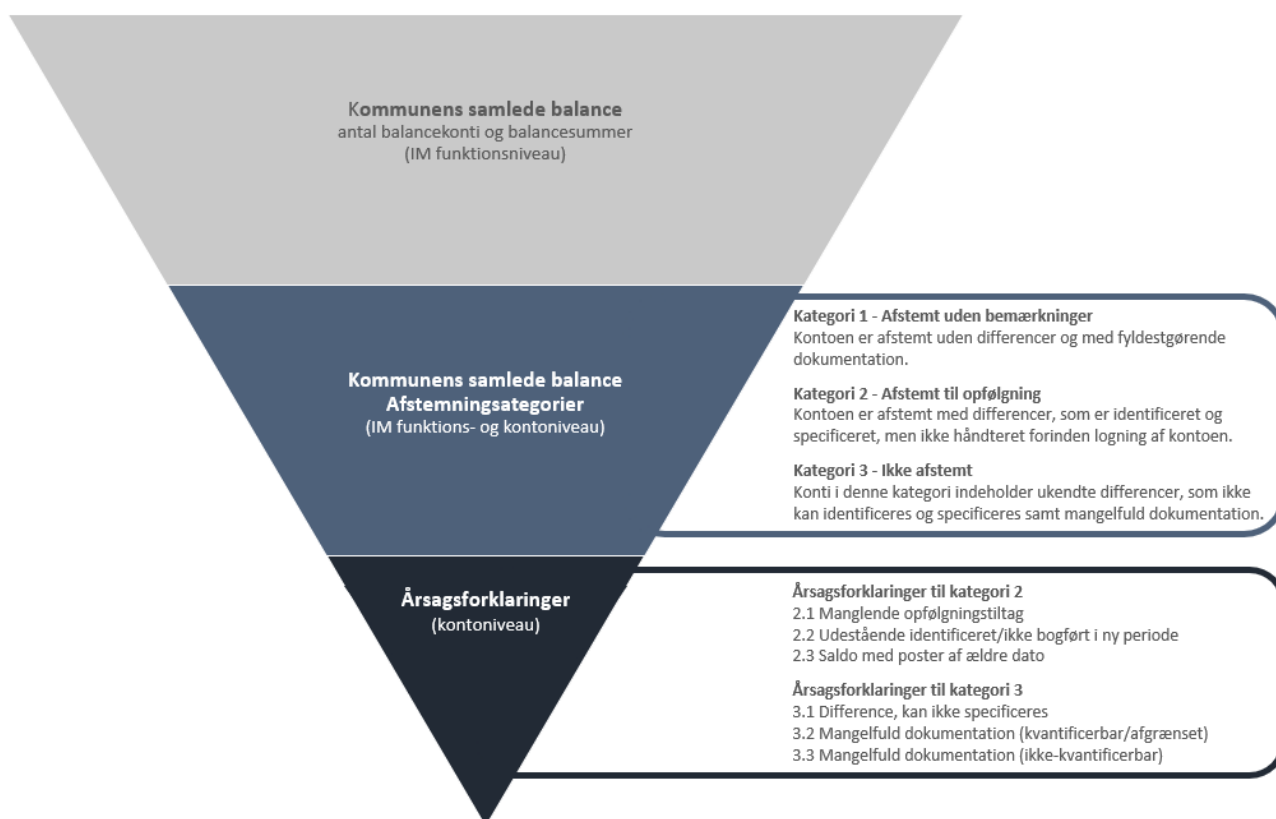 Kommunens samlede balance
antal balancekonti og balancesummer
(IM funktionsniveau)
Kommunens samlede balance
Afstemningsategorier
(IM funktions- og kontoniveau)
Kategori 1 - Afstemt uden bemærkninger
Kontoen er afstemt uden differencer og med fyldestgørende
dokumentation.
Kategori 2 - Afstemt til opfølgning
Kontoen er afstemt med differencer, som er identificeret og
specificeret, men ikke håndteret forinden logning af kontoen.
Kategori 3 - Ikke afstemt
Konti i denne kategori indeholder ukendte differencer, som ikke
kan identificeres og specificeres samt mangelfuld dokumentation.
Årsagsforklaringer
(kontoniveau)
Årsagsforklaringer til kategori 2
2.1 Manglende opfølgningstiltag
2.2 Udestående identificeret/ikke bogført i ny periode
2.3 Saldo med poster af ældre dato
Årsagsforklaringer til kategori 3
3.1 Difference, kan ikke specificeres
3.2 Mangelfuld dokumentation (kvantificerbar/afgrænset)
3.3 Mangelfuld dokumentation (ikke-kvantificerbar)